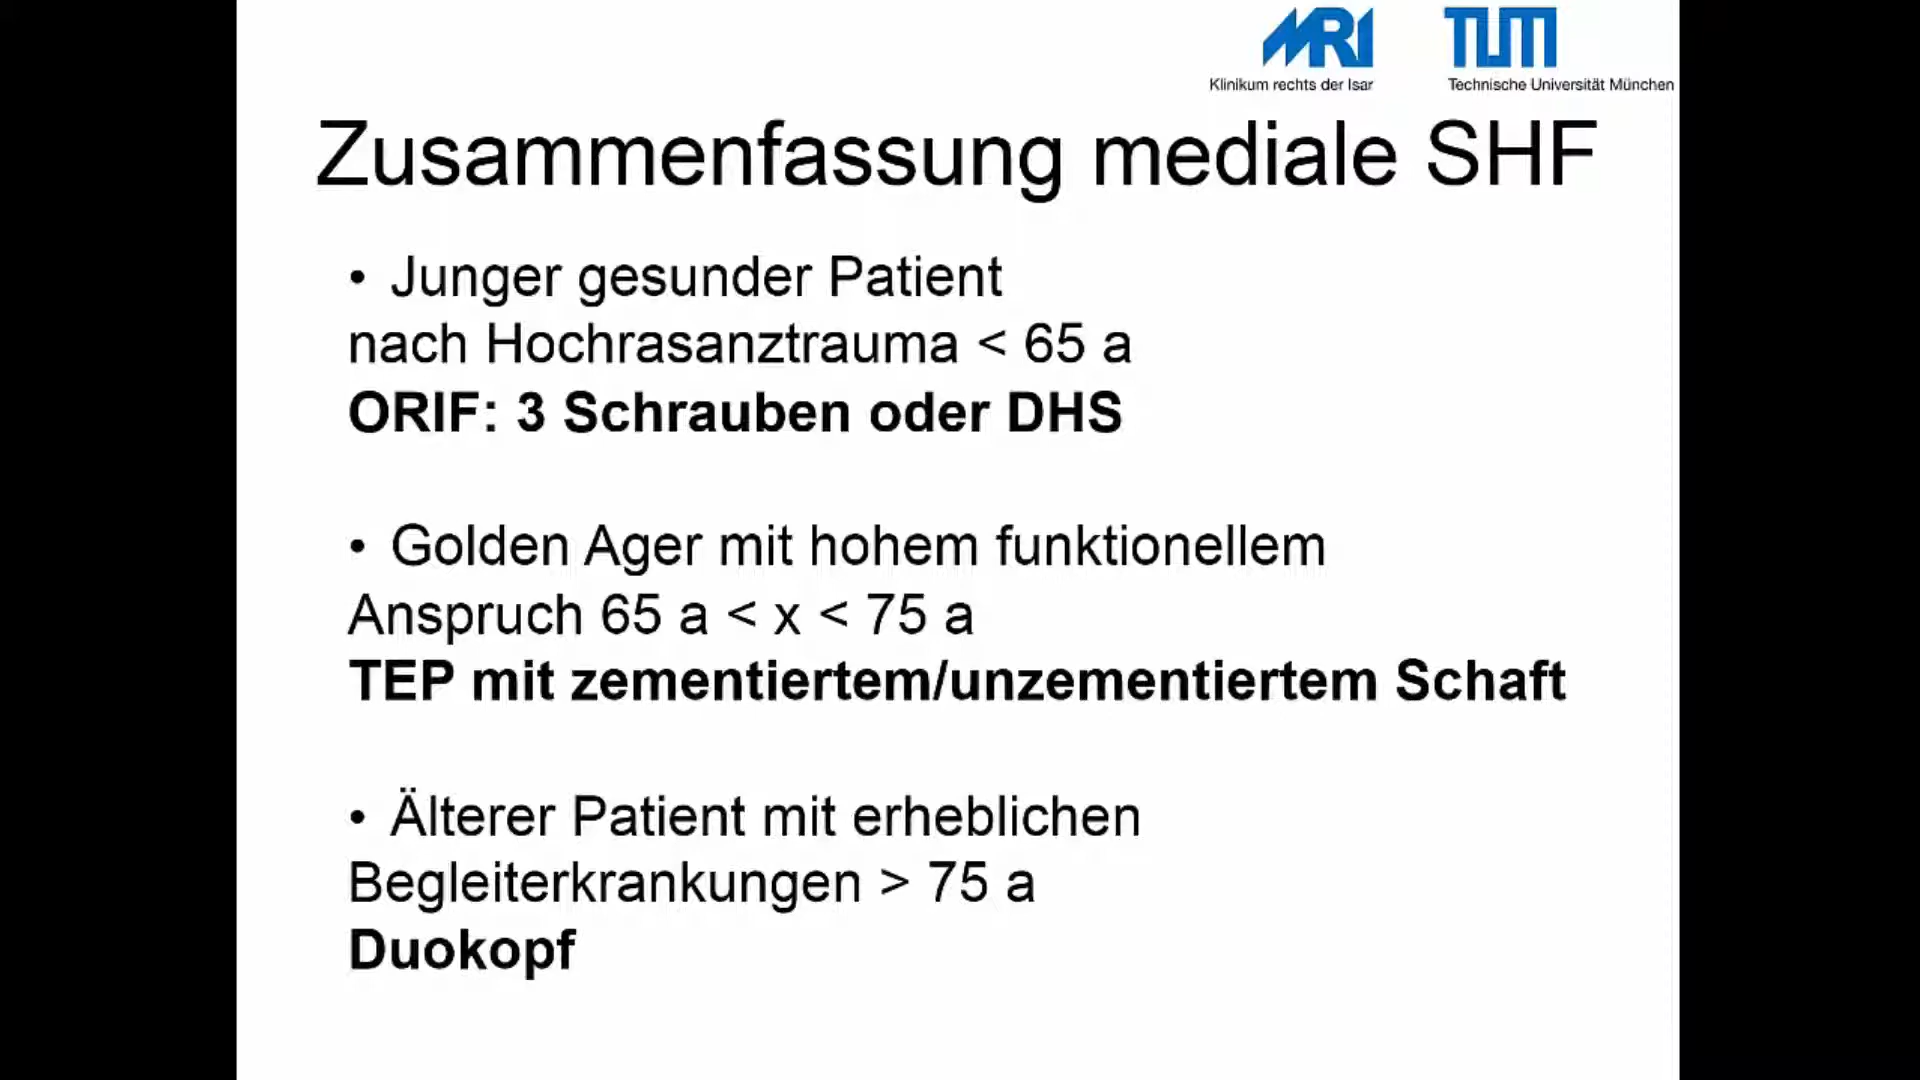 MRI TUM
Klinikum rechts der Isar Technische Universität München
Zusammenfassung mediale SHF
• Junger gesunder Patient
nach Hochrasanztrauma < 65 a
ORIF: 3 Schrauben oder DHS
• Golden Ager mit hohem funktionellem
Anspruch 65 a < x < 75 a
TEP mit zementiertem/unzementiertem Schaft
• Älterer Patient mit erheblichen
Begleiterkrankungen > 75 a
Duokopf